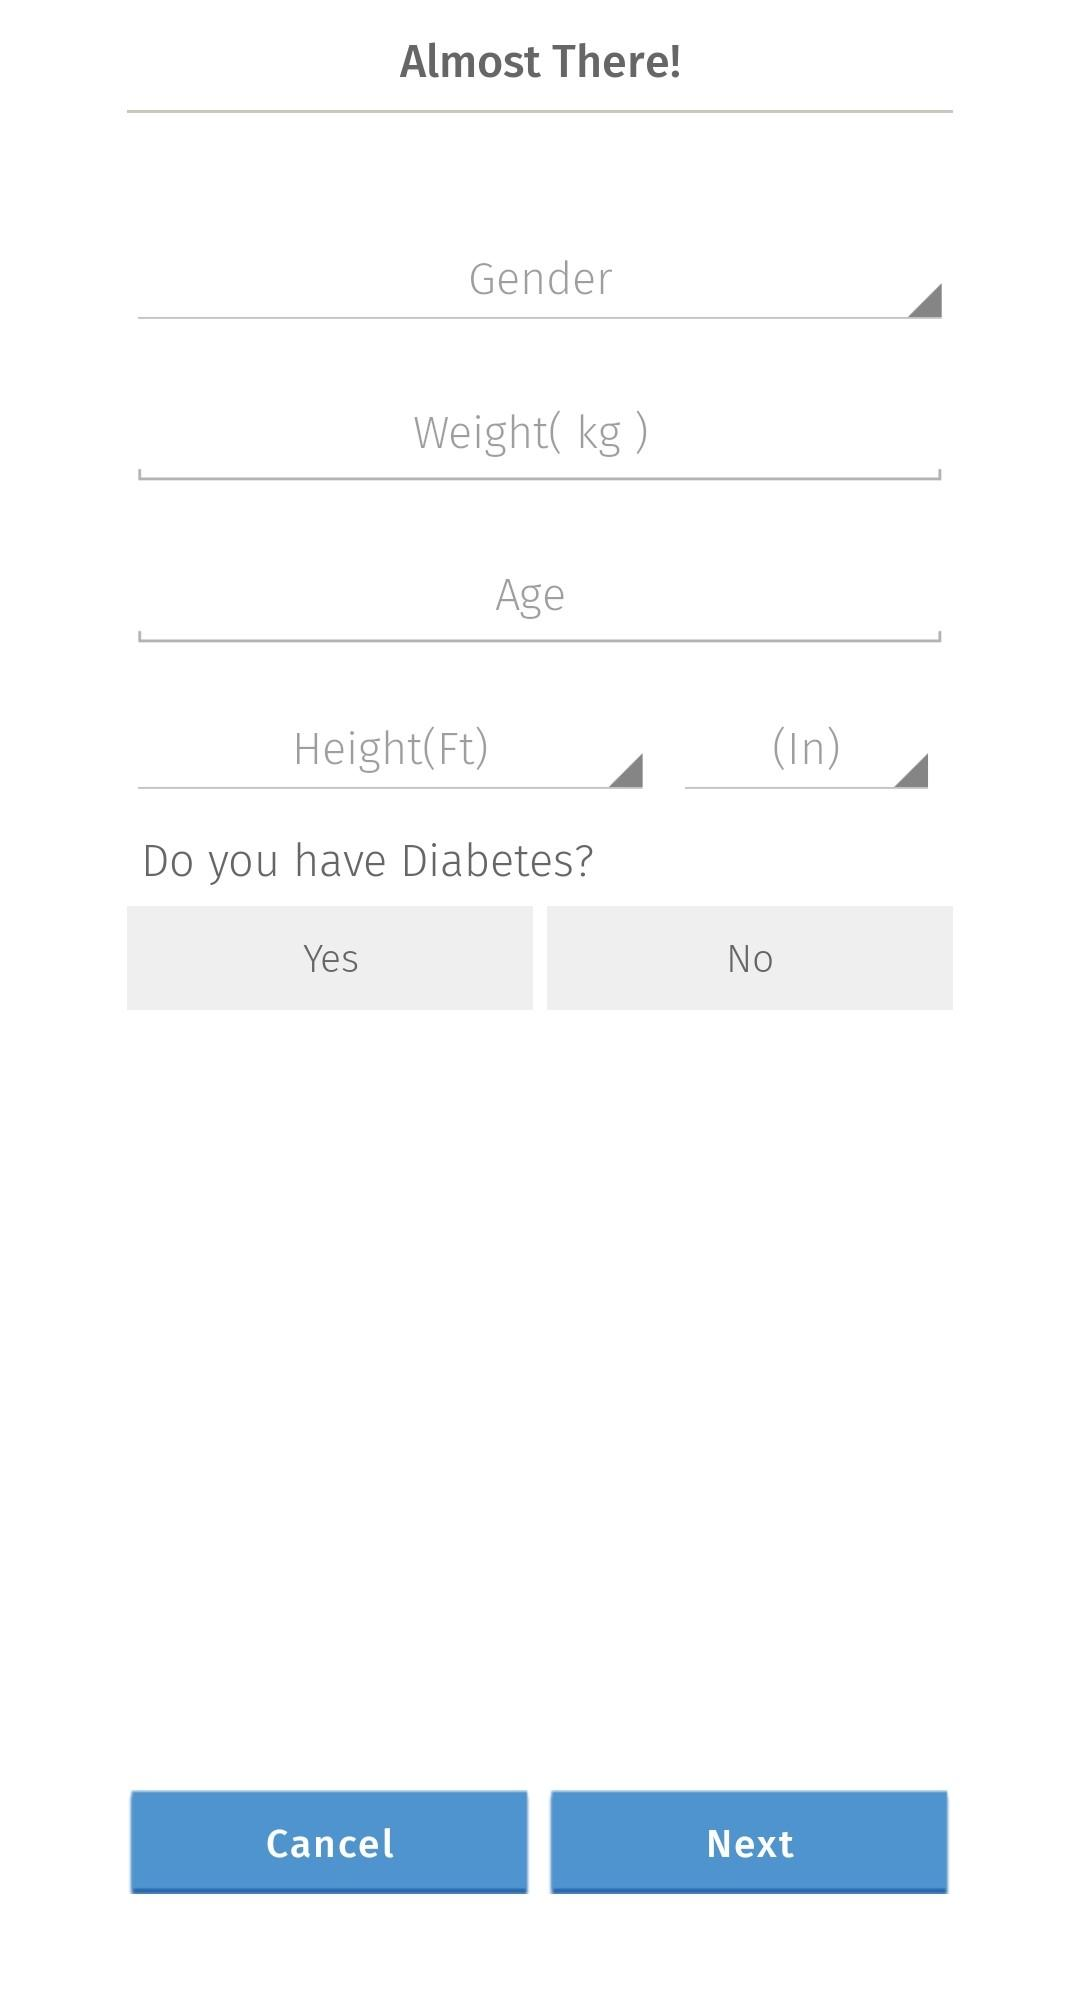 Almost There!
Gender
Weight( kg )
Age
Height(Ft) (In)
Do you have Diabetes?
Yes No
Cancel Next